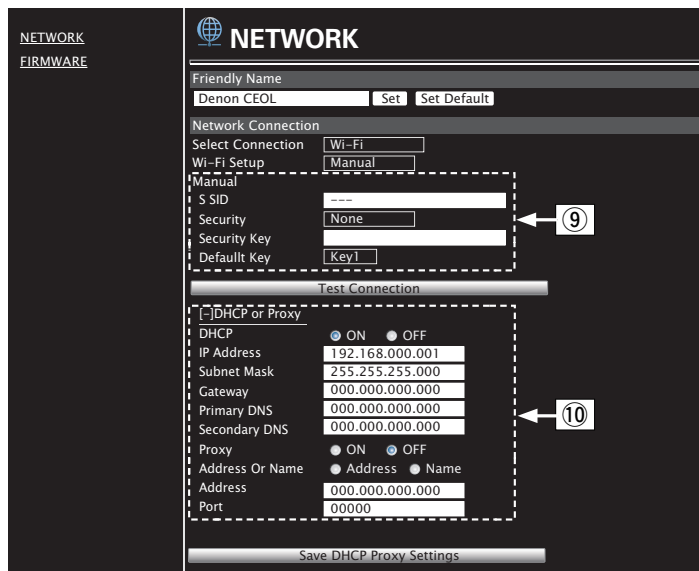 NETWORK
FIRMWARE
NETWORK
Friendly Name
Denon CEOL Set Set Default
Network Connection
Select Connection Wi-Fi
Wi-Fi Setup Manual
Manual
S SID ---
Security None
Security Key
Defaullt Key Key1
⑨
Test Connection
[-]DHCP or Proxy
DHCP ON OFF
IP Address 192.168.000.001
Subnet Mask 255.255.255.000
Gateway 000.000.000.000
Primary DNS 000.000.000.000
Secondary DNS 000.000.000.000
⑩
Proxy ON OFF
Address Or Name Address Name
Address 000.000.000.000
Port 00000
Save DHCP Proxy Settings